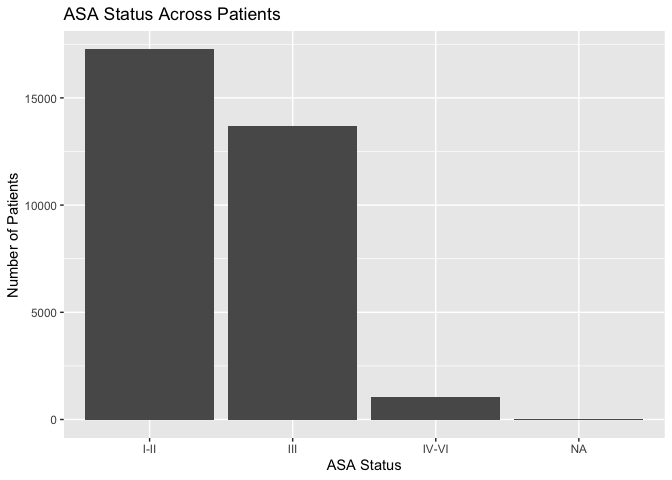 ASA Status Across Patients
Number of Patients
15000
10000
5000
0
I-II III IV-VI NA
ASA Status